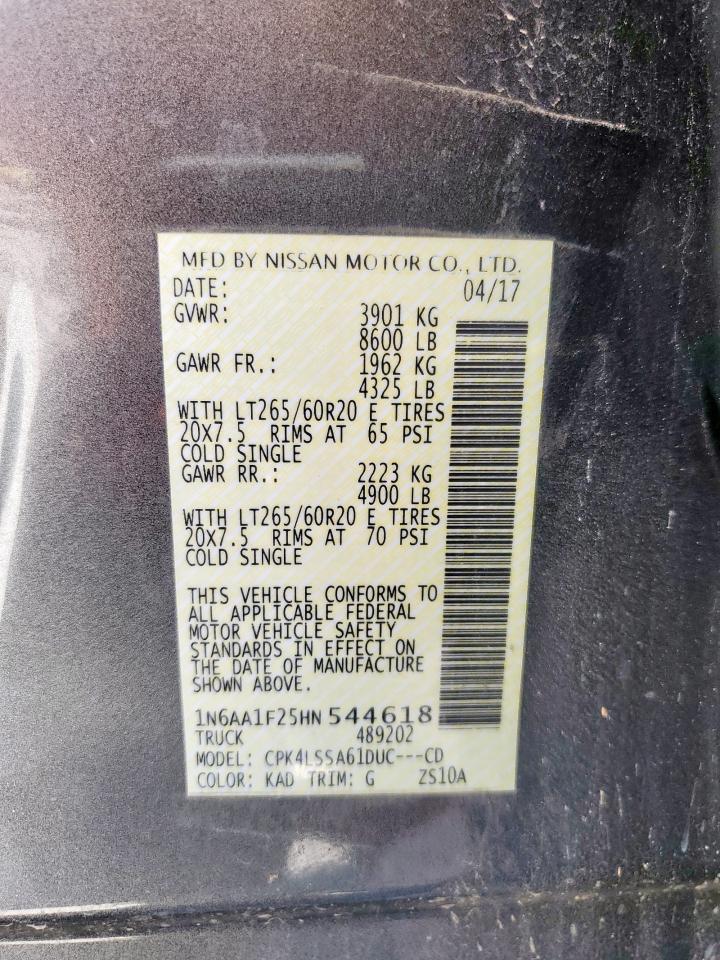 MFD BY NISSAN MOTOR CO., LTD.
DATE: 04/17
GVWR: 3901 KG
8600 LB
GAWR FR.: 1962 KG
4325 LB
WITH LT265/60R20 E TIRES
20X7.5 RIMS AT 65 PSI
COLD SINGLE
GAWR RR.: 2223 KG
4900 LB
WITH LT265/60R20 E TIRES
20X7.5 RIMS AT 70 PSI
COLD SINGLE
THIS VEHICLE CONFORMS TO
ALL APPLICABLE FEDERAL
MOTOR VEHICLE SAFETY
STANDARDS IN EFFECT ON
THE DATE OF MANUFACTURE
SHOWN ABOVE.
1N6AA1F25HN544618
TRUCK 489202
MODEL: CPK4LSSA61DUC---CD
COLOR: KAD TRIM: G ZS10A